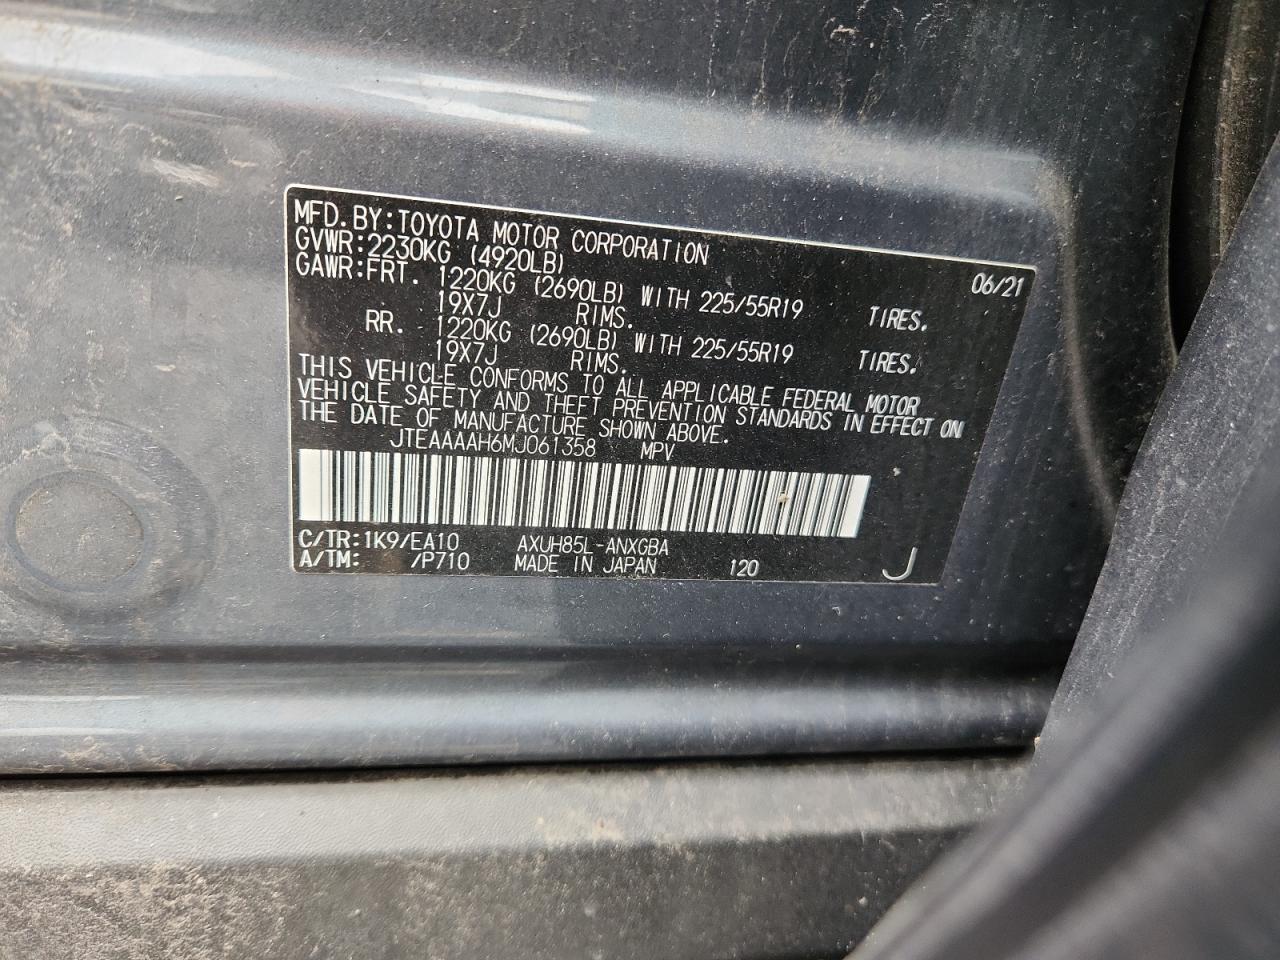 MFD.BY:TOYOTA MOTOR CORPORATION 06/21
GVWR:2230KG (4920LB)
GAWR:FRT. 1220KG (2690LB) WITH 225/55R19 TIRES.
19X7J RIMS.
RR. 1220KG (2690LB) WITH 225/55R19 TIRES.
19X7J RIMS.
THIS VEHICLE CONFORMS TO ALL APPLICABLE FEDERAL MOTOR
VEHICLE SAFETY AND THEFT PREVENTION STANDARDS IN EFFECT ON
THE DATE OF MANUFACTURE SHOWN ABOVE.
JTEAAAAH6MJ061358 MPV
C/TR:1K9/EA10 AXUH85L-ANXGBA
A/TM: /P710 MADE IN JAPAN 120 J